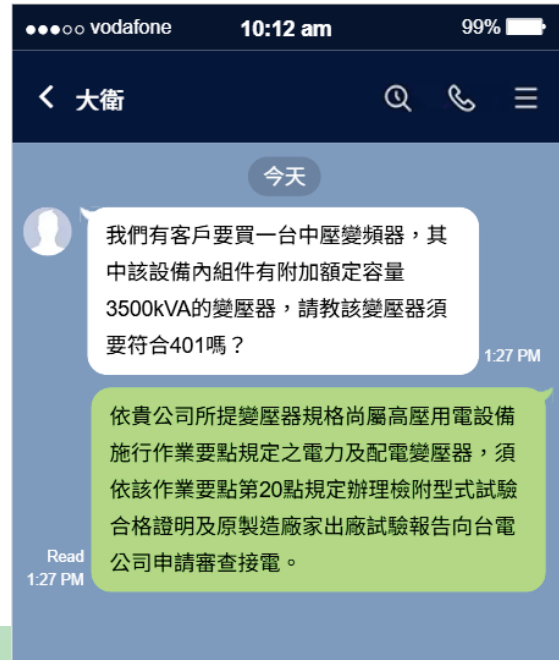 vodafone 10:12 am 99%
大衛
今天
我們有客戶要買一台中壓變頻器，其
中該設備內組件有附加額定容量
3500kVA的變壓器，請教該變壓器須
要符合401嗎？
1:27 PM
依貴公司所提變壓器規格尚屬高壓用電設備
施行作業要點規定之電力及配電變壓器，須
依該作業要點第20點規定辦理檢附型式試驗
合格證明及原製造廠家出廠試驗報告向台電
公司申請審查接電。
Read
1:27 PM